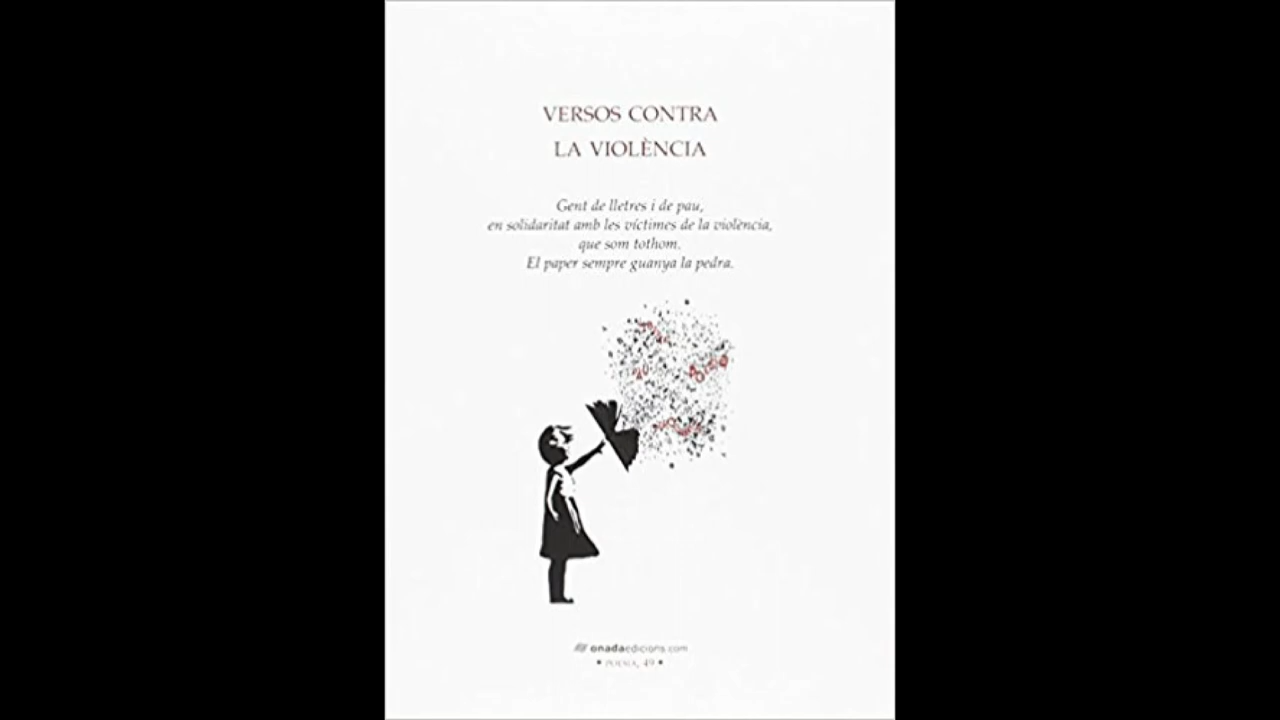 VERSOS CONTRA
LA VIOLÈNCIA
Gent de lletres i de pau,
en solidaritat amb les víctimes de la violència,
que som tothom.
El paper sempre guanya la pedra.
onadaedicions.com
• POESIA, 49 •